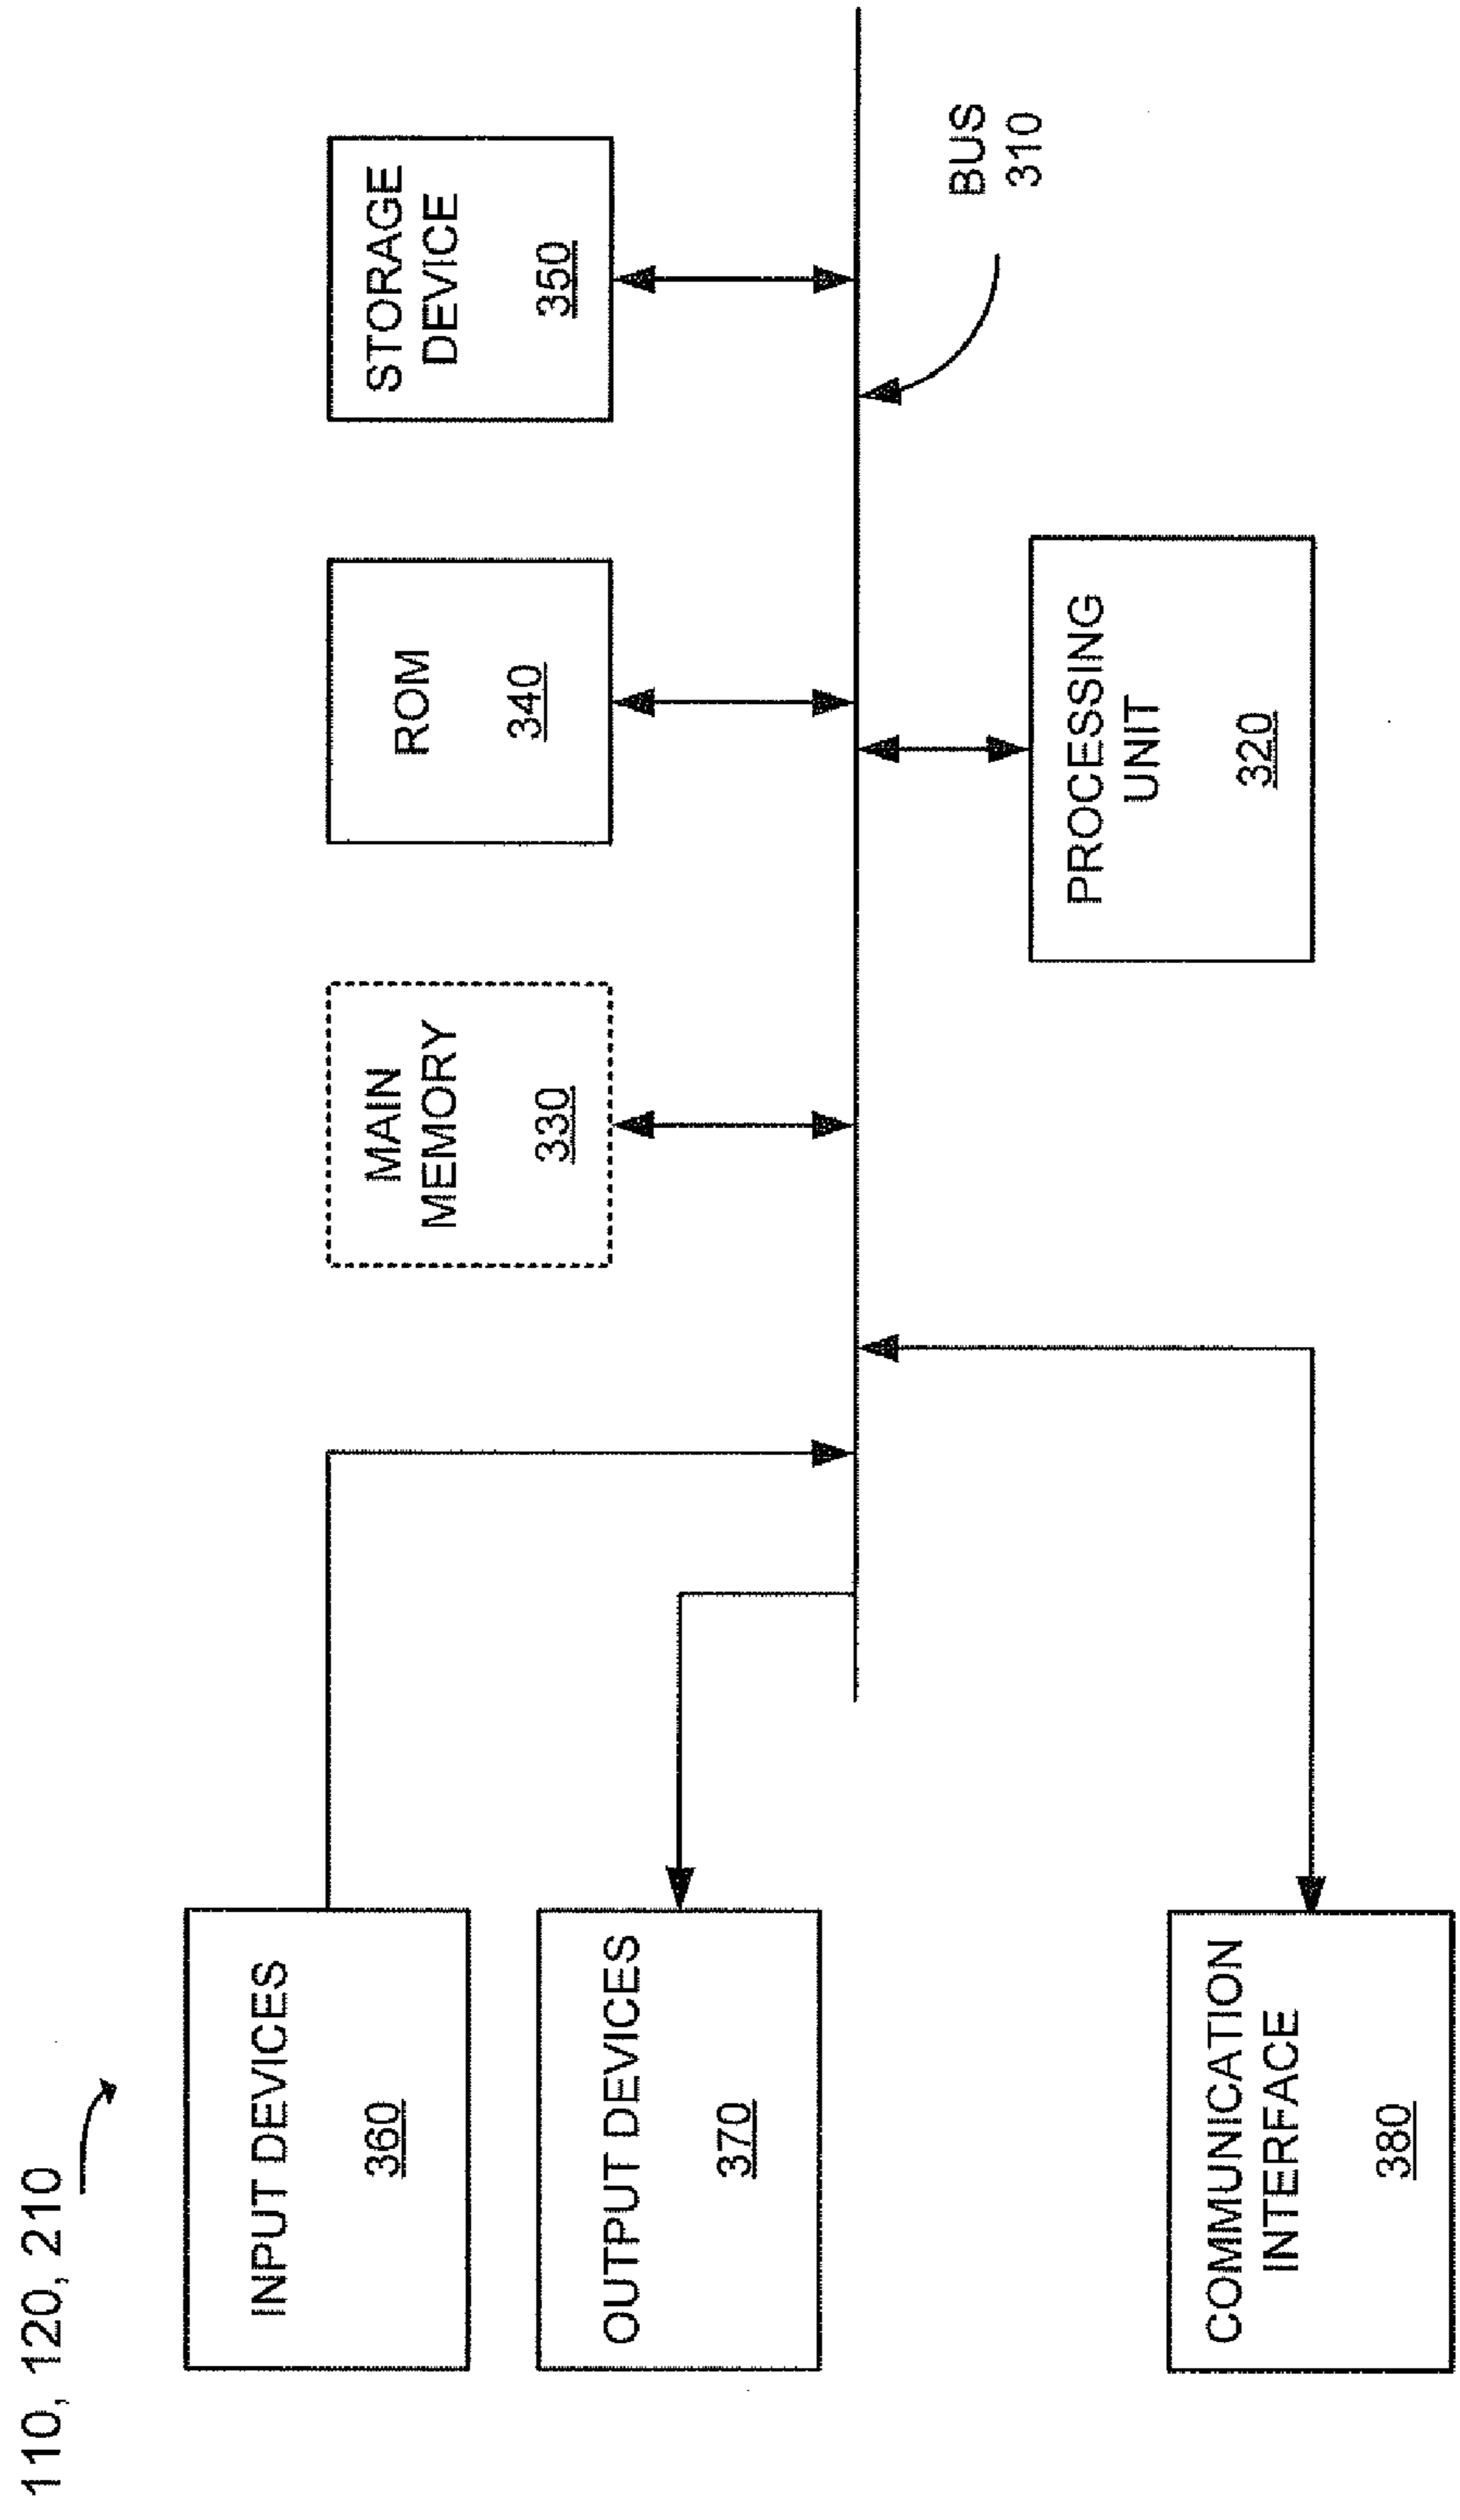 110, 120, 210
INPUT DEVICES
360
OUTPUT DEVICES
370
COMMUNICATION
INTERFACE
380
MAIN
MEMORY
330
ROM
340
STORAGE
DEVICE
350
PROCESSING
UNIT
320
BUS
310